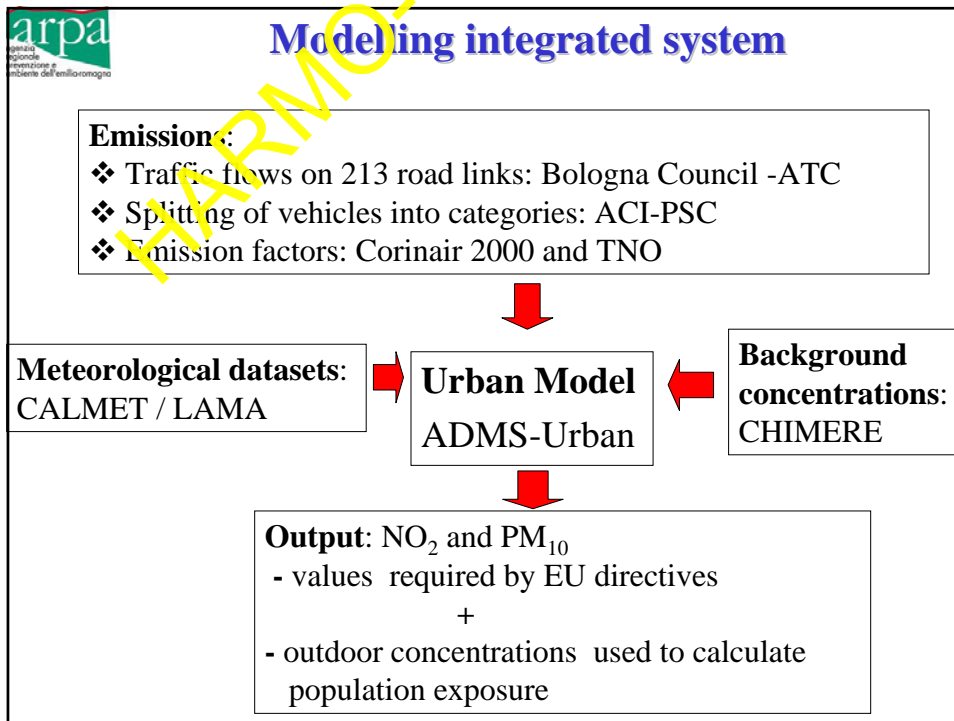 arpa
agenzia
regionale
prevenzione e
ambiente dell'emilia-romagna
Modelling integrated system
HARMO-
Emissions:
❖ Traffic flows on 213 road links: Bologna Council -ATC
❖ Splitting of vehicles into categories: ACI-PSC
❖ Emission factors: Corinair 2000 and TNO
Meteorological datasets:
CALMET / LAMA
Urban Model
ADMS-Urban
Background
concentrations:
CHIMERE
Output: NO₂ and PM₁₀
- values required by EU directives
+
- outdoor concentrations used to calculate
population exposure